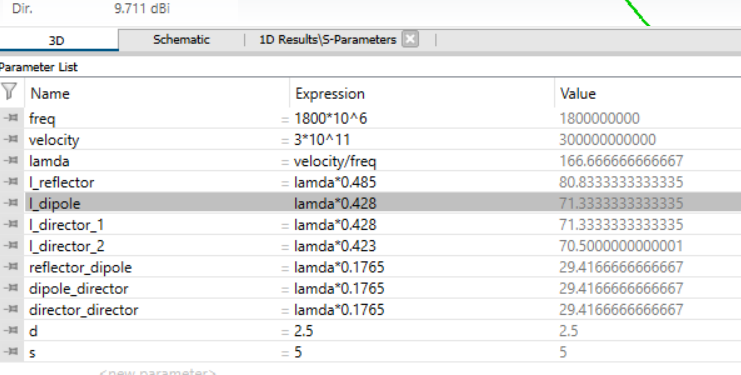 Dir. 9.711 dBi
3D Schematic 1D Results\S-Parameters
Parameter List
Name Expression Value
freq = 1800*10^6 1800000000
velocity = 3*10^11 300000000000
lamda = velocity/freq 166.666666666667
l_reflector = lamda*0.485 80.8333333333335
l_dipole lamda*0.428 71.3333333333335
l_director_1 = lamda*0.428 71.3333333333335
l_director_2 = lamda*0.423 70.5000000000001
reflector_dipole = lamda*0.1765 29.4166666666667
dipole_director = lamda*0.1765 29.4166666666667
director_director = lamda*0.1765 29.4166666666667
d = 2.5 2.5
s = 5 5
<new parameter>